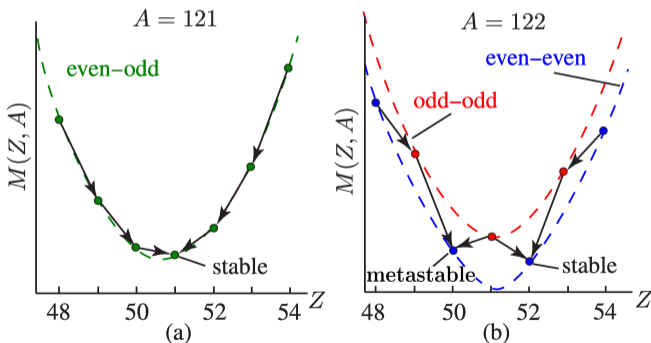 A = 121
even–odd
M(Z, A)
stable
48
50
52
54
Z
(a)
A = 122
even–even
odd–odd
M(Z, A)
metastable
stable
48
50
52
54
Z
(b)